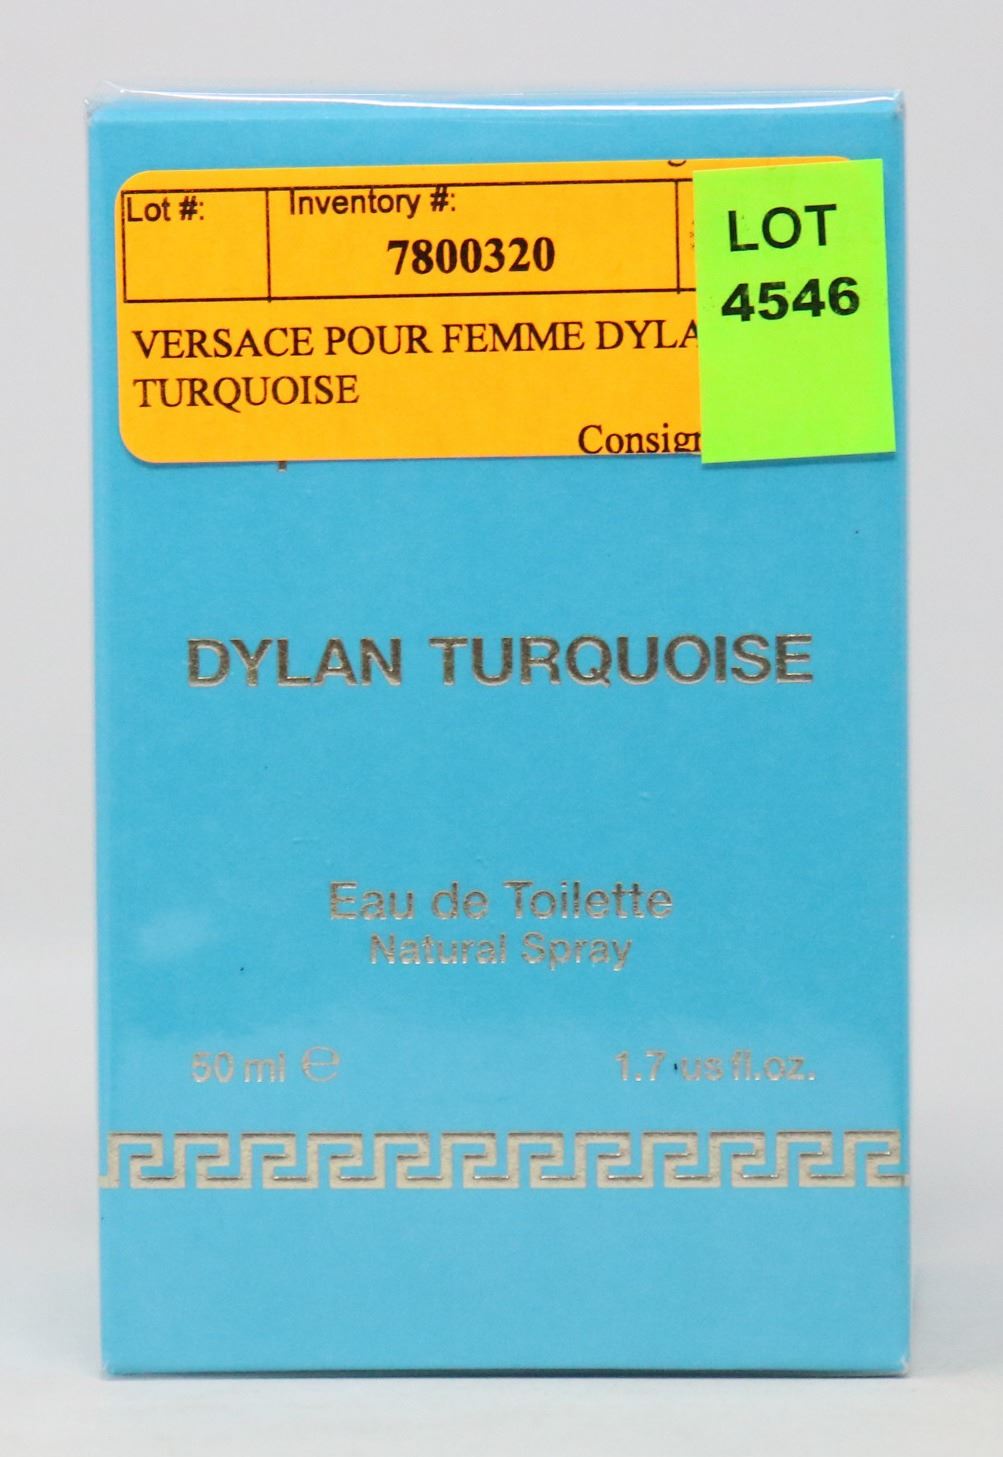 Lot #:
Inventory #:
7800320
LOT
4546
VERSACE POUR FEMME DYLA
TURQUOISE
Consign
DYLAN TURQUOISE
Eau de Toilette
Natural Spray
50 ml ℮
1.7 us fl.oz.